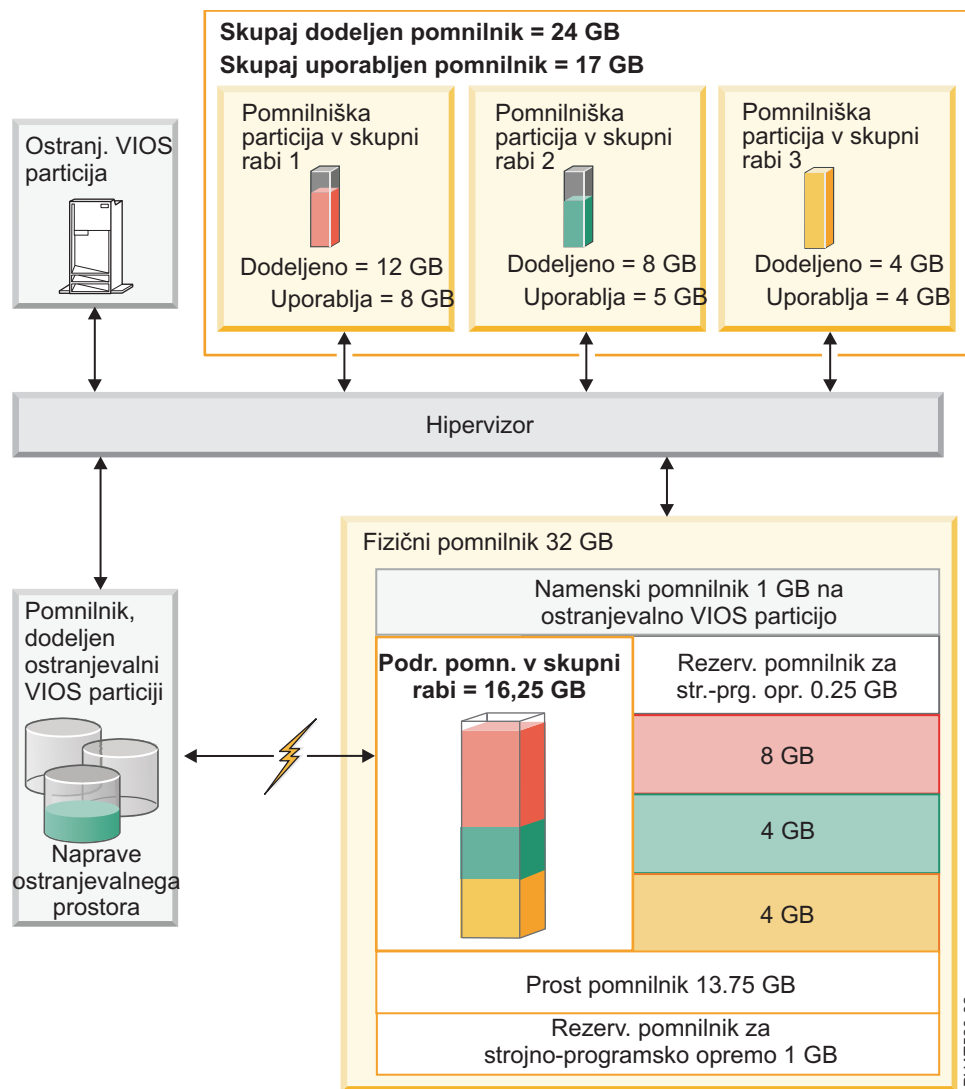 Skupaj dodeljen pomnilnik = 24 GB
Skupaj uporabljen pomnilnik = 17 GB
Ostranj. VIOS
particija
Pomnilniška
particija v skupni
rabi 1
Dodeljeno = 12 GB
Uporablja = 8 GB
Pomnilniška
particija v skupni
rabi 2
Dodeljeno = 8 GB
Uporablja = 5 GB
Pomnilniška
particija v skupni
rabi 3
Dodeljeno = 4 GB
Uporablja = 4 GB
Hipervizor
Pomnilnik,
dodeljen
ostranjevalni
VIOS particiji
Naprave
ostranjevalnega
prostora
Fizični pomnilnik 32 GB
Namenski pomnilnik 1 GB na
ostranjevalno VIOS particijo
Podr. pomn. v skupni
rabi = 16,25 GB
Rezerv. pomnilnik za
str.-prg. opr. 0.25 GB
8 GB
4 GB
4 GB
Prost pomnilnik 13.75 GB
Rezerv. pomnilnik za
strojno-programsko opremo 1 GB